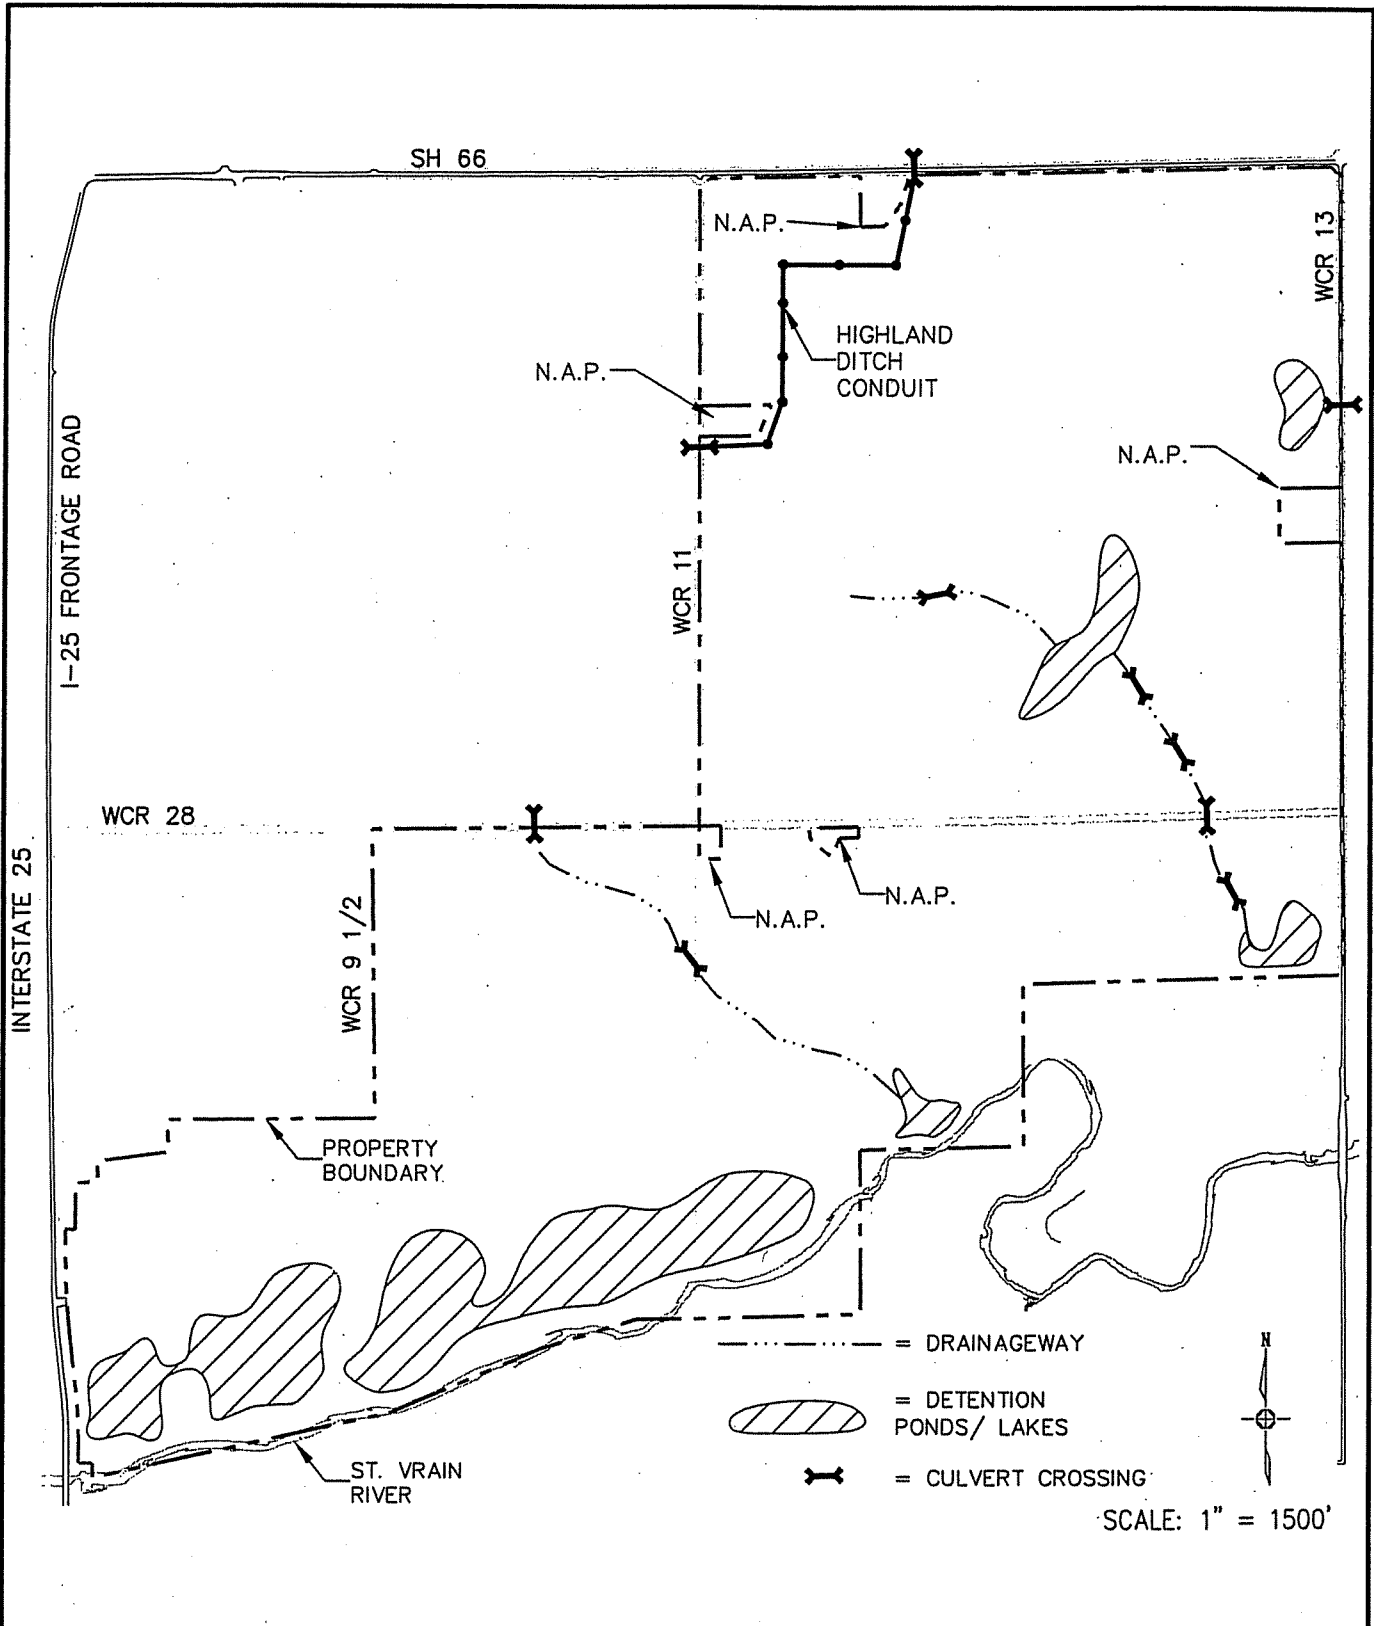 SH 66
N.A.P.
WCR 13
HIGHLAND
DITCH
CONDUIT
N.A.P.
I-25 FRONTAGE ROAD
N.A.P.
WCR 11
WCR 28
INTERSTATE 25
WCR 9 1/2
N.A.P.
N.A.P.
PROPERTY
BOUNDARY
= DRAINAGEWAY
N
= DETENTION
PONDS/ LAKES
ST. VRAIN
RIVER
= CULVERT CROSSING
SCALE: 1" = 1500'